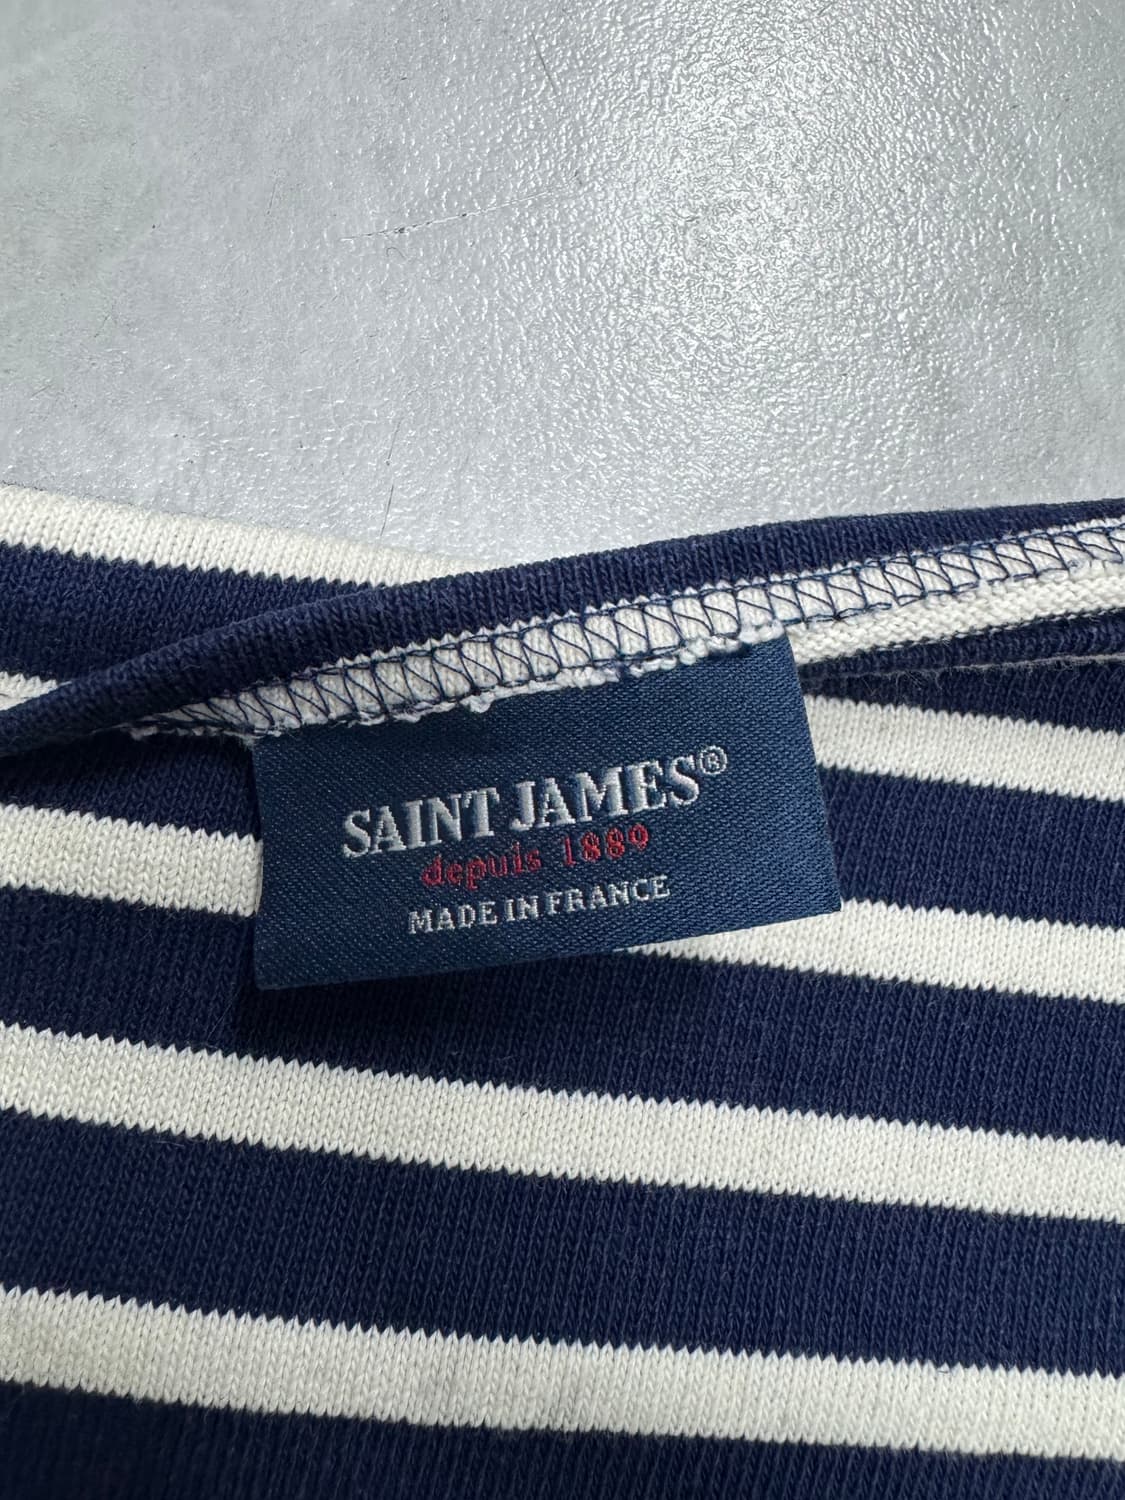 SAINT JAMES®
depuis 1889
MADE IN FRANCE